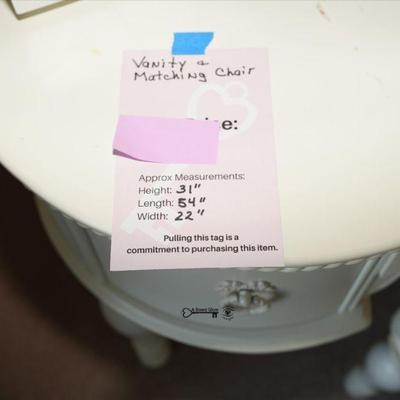 Vanity &
Matching Chair
Approx Measurements:
Height: 31"
Length: 54"
Width: 22"
Pulling this tag is a
commitment to purchasing this item.